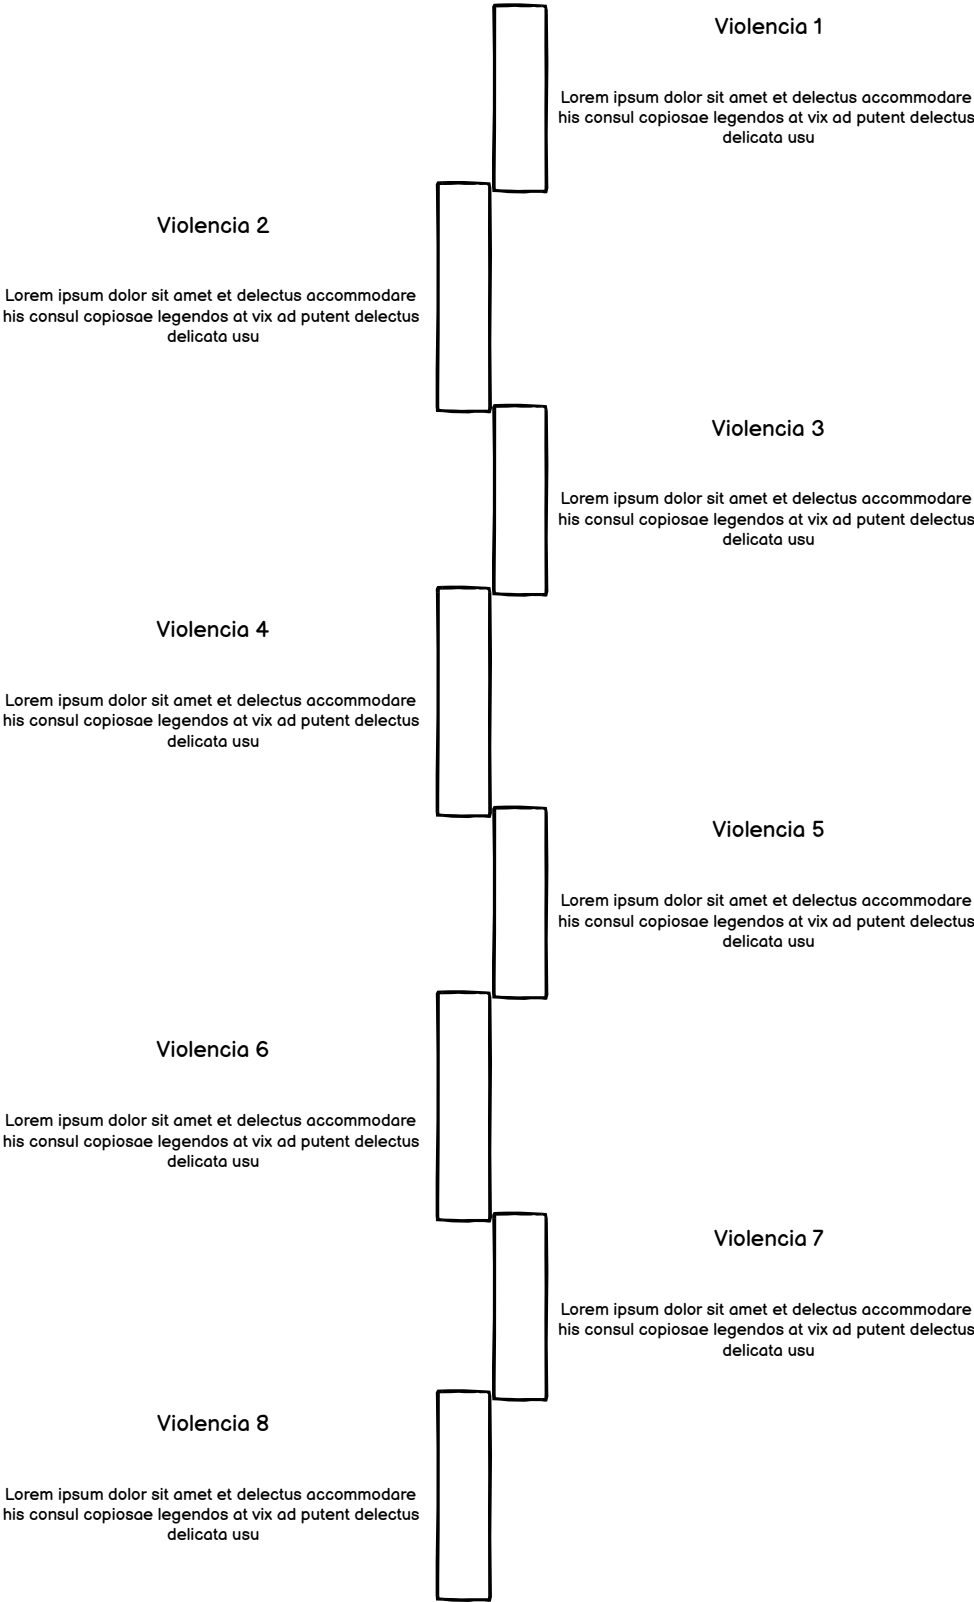 Violencia 1
Lorem ipsum dolor sit amet et delectus accommodare
his consul copiosae legendos at vix ad putent delectus
delicata usu
Violencia 2
Lorem ipsum dolor sit amet et delectus accommodare
his consul copiosae legendos at vix ad putent delectus
delicata usu
Violencia 3
Lorem ipsum dolor sit amet et delectus accommodare
his consul copiosae legendos at vix ad putent delectus
delicata usu
Violencia 4
Lorem ipsum dolor sit amet et delectus accommodare
his consul copiosae legendos at vix ad putent delectus
delicata usu
Violencia 5
Lorem ipsum dolor sit amet et delectus accommodare
his consul copiosae legendos at vix ad putent delectus
delicata usu
Violencia 6
Lorem ipsum dolor sit amet et delectus accommodare
his consul copiosae legendos at vix ad putent delectus
delicata usu
Violencia 7
Lorem ipsum dolor sit amet et delectus accommodare
his consul copiosae legendos at vix ad putent delectus
delicata usu
Violencia 8
Lorem ipsum dolor sit amet et delectus accommodare
his consul copiosae legendos at vix ad putent delectus
delicata usu